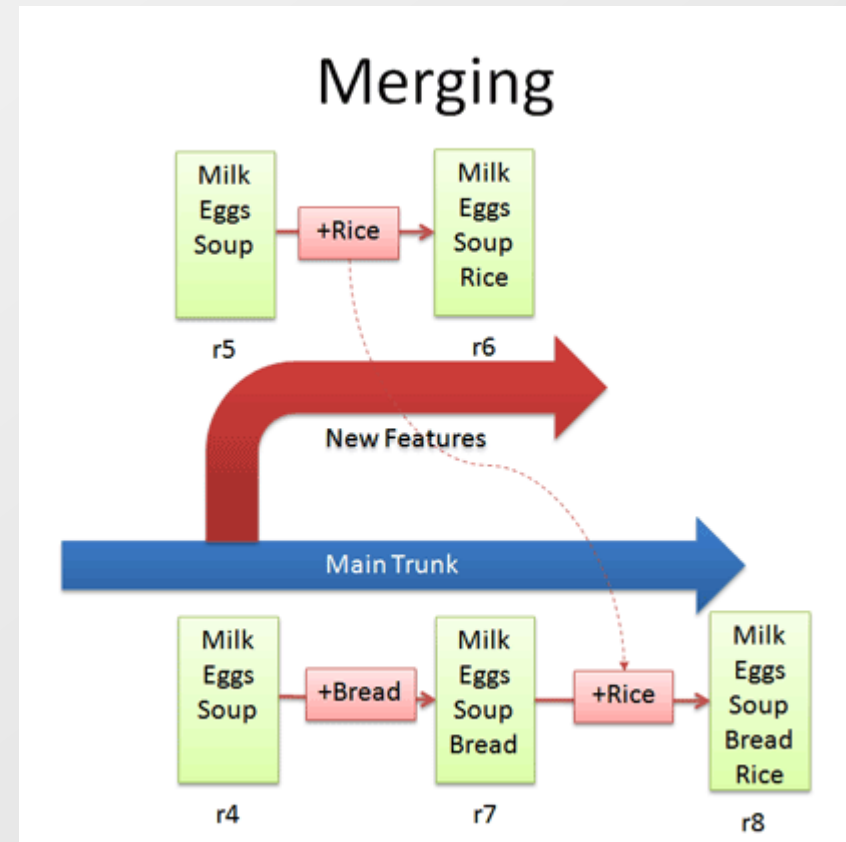 Merging
Milk
Eggs
Soup
+Rice
Milk
Eggs
Soup
Rice
r5
r6
New Features
Main Trunk
Milk
Eggs
Soup
+Bread
Milk
Eggs
Soup
Bread
+Rice
Milk
Eggs
Soup
Bread
Rice
r4
r7
r8